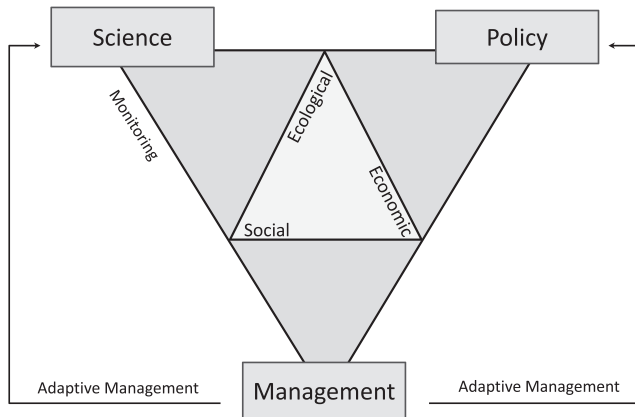 Science
Policy
Monitoring
Ecological
Economic
Social
Adaptive Management
Management
Adaptive Management